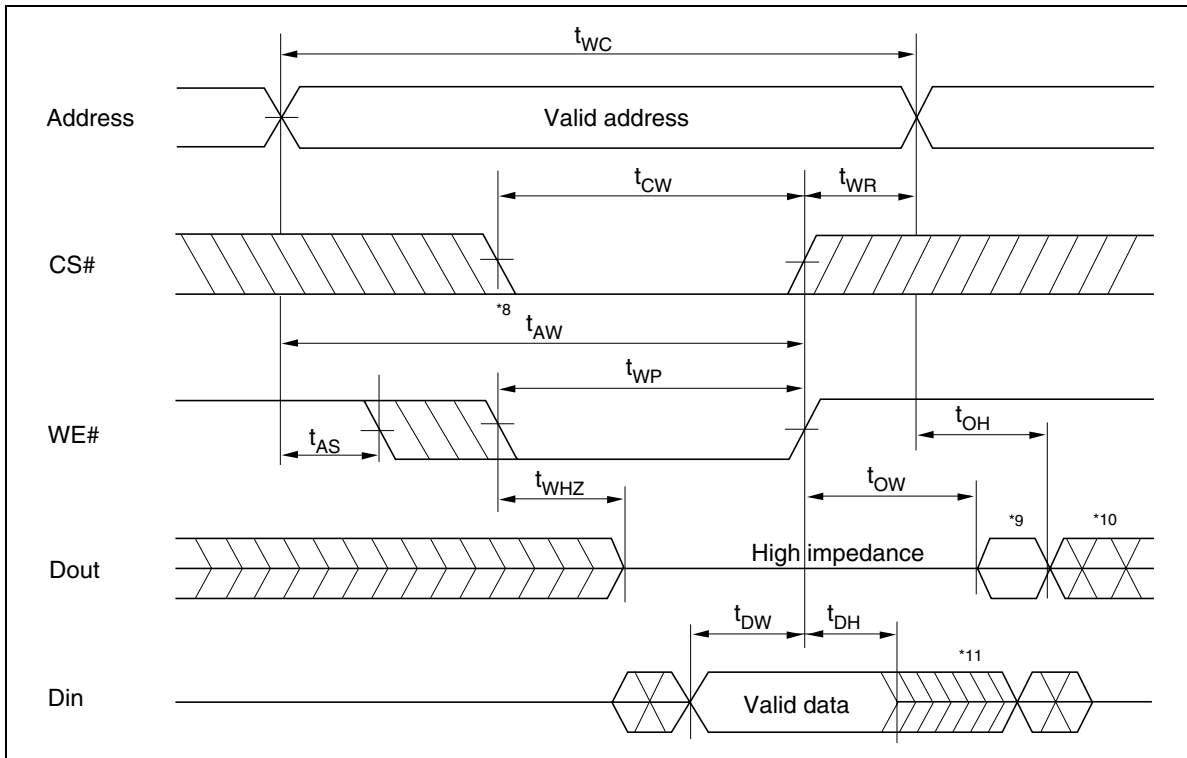 tWC
Address
Valid address
tCW
tWR
CS#
*8
tAW
tWP
WE#
tAS
tOH
tWHZ
tOW
*9
*10
Dout
High impedance
tDW
tDH
*11
Din
Valid data